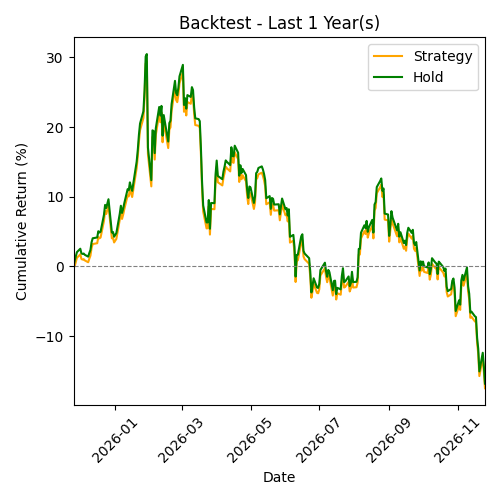 Backtest - Last 1 Year(s)
Strategy
Hold
Cumulative Return (%)
30
20
10
0
−10
2026-01
2026-03
2026-05
2026-07
2026-09
2026-11
Date